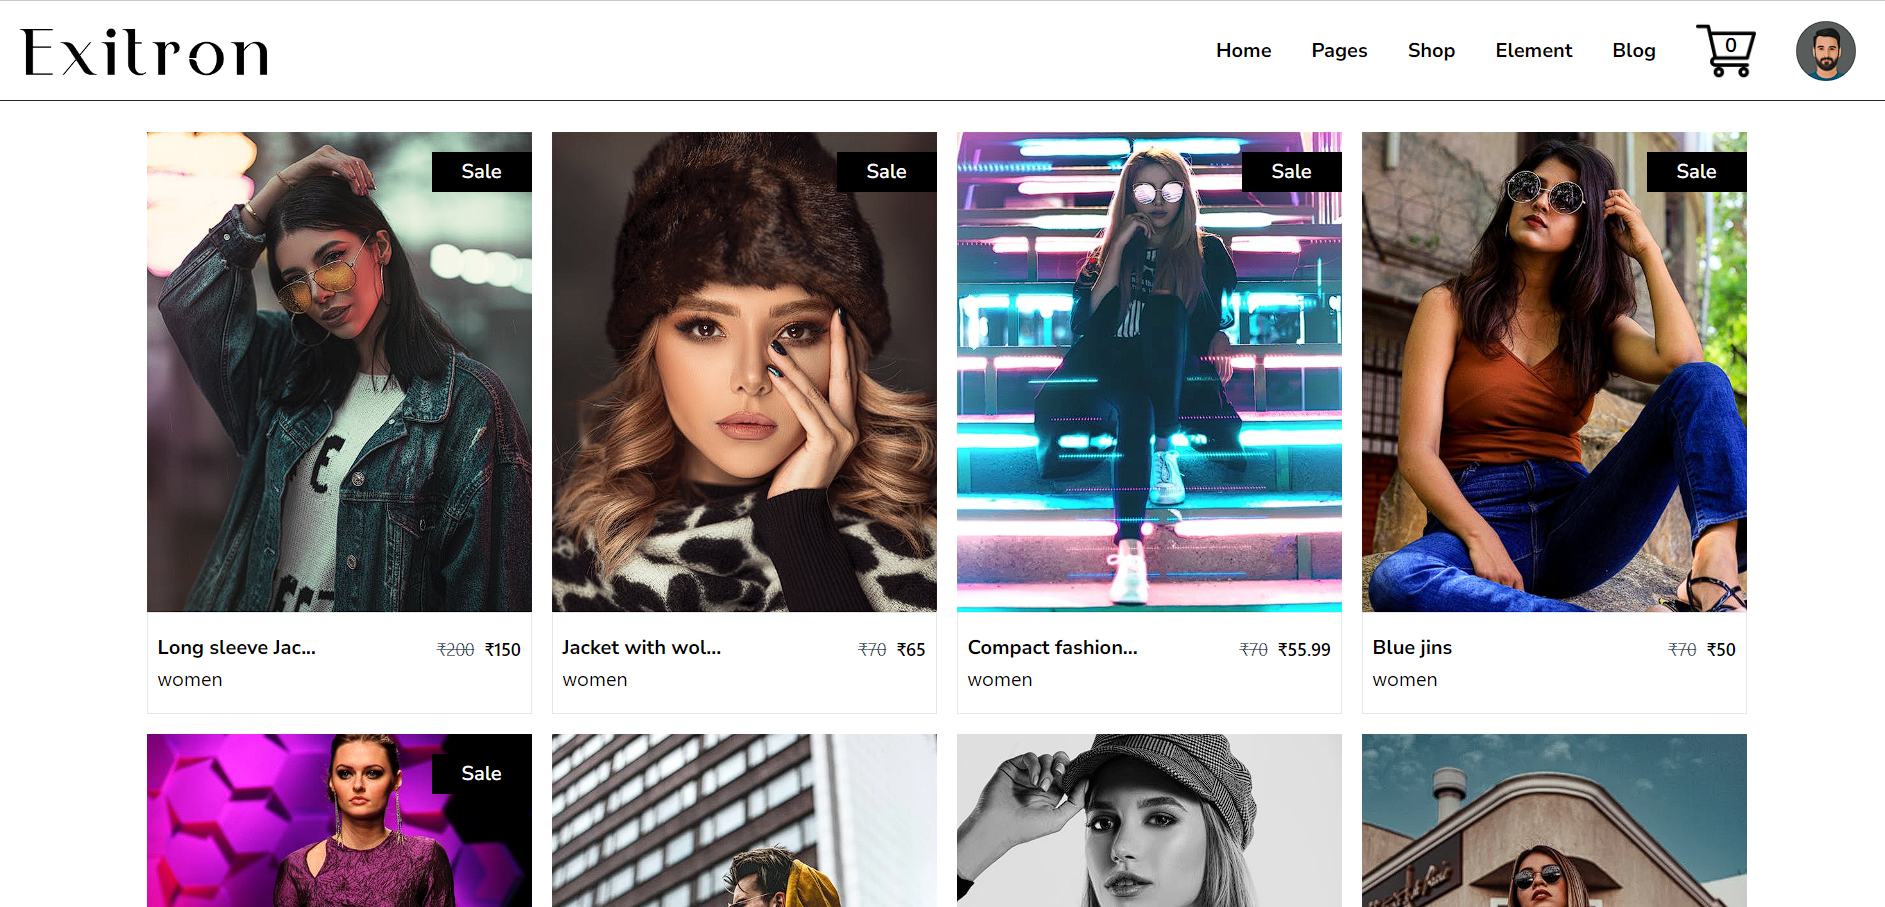 Exitron
Home Pages Shop Element Blog 0
Sale Sale Sale Sale
Long sleeve Jac... ₹200 ₹150
women
Jacket with wol... ₹70 ₹65
women
Compact fashion... ₹70 ₹55.99
women
Blue jins ₹70 ₹50
women
Sale